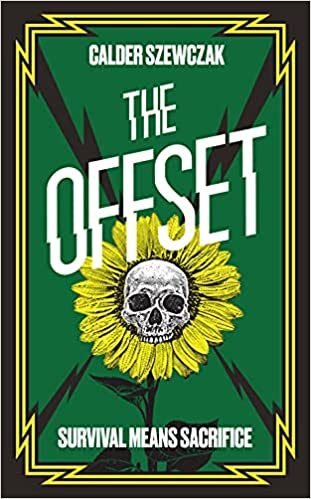 CALDER SZEWCZAK
THE
OFFSET
SURVIVAL MEANS SACRIFICE